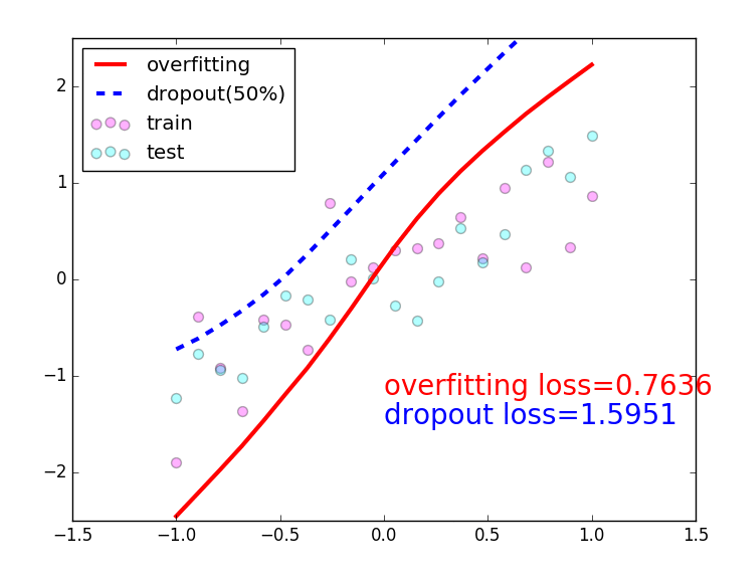 overfitting
dropout(50%)
train
test
2
1
0
−1
−2
overfitting loss=0.7636
dropout loss=1.5951
−1.5
−1.0
−0.5
0.0
0.5
1.0
1.5